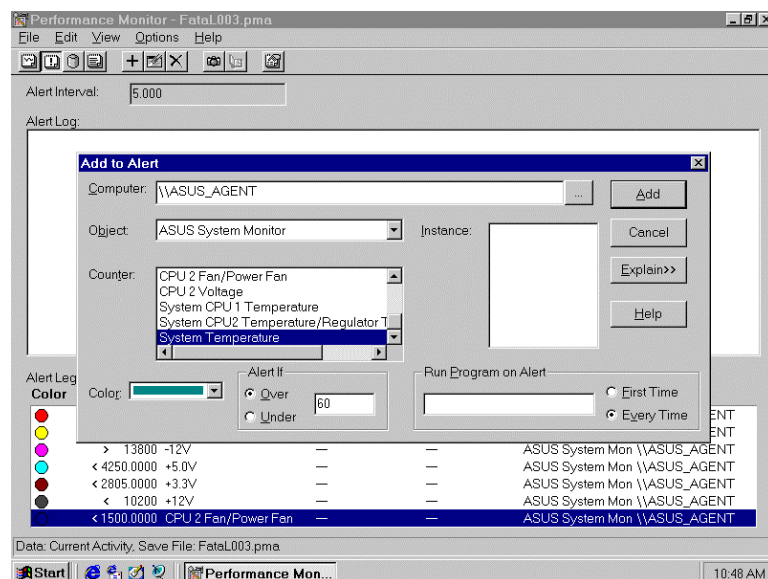 Performance Monitor - FataL003.pma
File Edit View Options Help
Alert Interval: 5.000
Alert Log:
Add to Alert
Computer: \\ASUS_AGENT ... Add
Object: ASUS System Monitor Instance: Cancel
Counter: CPU 2 Fan/Power Fan Explain>>
CPU 2 Voltage
System CPU 1 Temperature
System CPU2 Temperature/Regulator T Help
System Temperature
Alert Leg
Color
Color: Alert If Run Program on Alert
Over 60 First Time
Under Every Time
ENT
ENT
> 13800 -12V — — ASUS System Mon \\ASUS_AGENT
< 4250.0000 +5.0V — — ASUS System Mon \\ASUS_AGENT
< 2805.0000 +3.3V — — ASUS System Mon \\ASUS_AGENT
< 10200 +12V — — ASUS System Mon \\ASUS_AGENT
< 1500.0000 CPU 2 Fan/Power Fan — — ASUS System Mon \\ASUS_AGENT
Data: Current Activity, Save File: FataL003.pma
Start Performance Mon... 10:48 AM